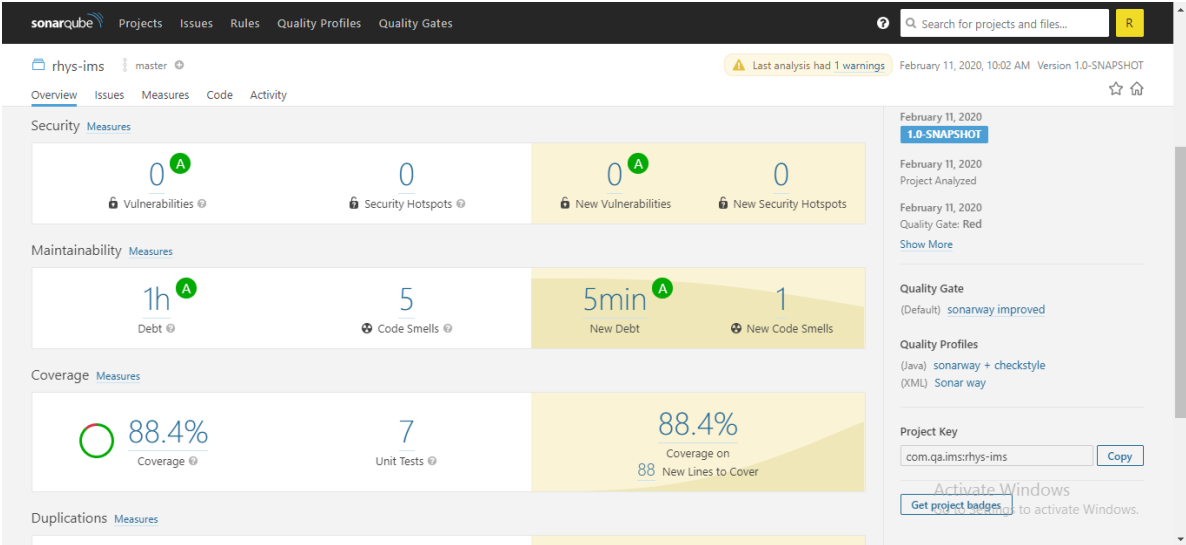 sonarqube Projects Issues Rules Quality Profiles Quality Gates ? Search for projects and files... R
rhys-ims master Last analysis had 1 warnings February 11, 2020, 10:02 AM Version 1.0-SNAPSHOT
Overview Issues Measures Code Activity
Security Measures
0 A 0 0 A 0
Vulnerabilities ? Security Hotspots ? New Vulnerabilities New Security Hotspots
Maintainability Measures
1h A 5 5min A 1
Debt ? Code Smells ? New Debt New Code Smells
Coverage Measures
88.4% 7 88.4%
Coverage ? Unit Tests ? Coverage on
88 New Lines to Cover
Duplications Measures
February 11, 2020
1.0-SNAPSHOT
February 11, 2020
Project Analyzed
February 11, 2020
Quality Gate: Red
Show More
Quality Gate
(Default) sonarway improved
Quality Profiles
(Java) sonarway + checkstyle
(XML) Sonar way
Project Key
com.qa.ims:rhys-ims Copy
Activate Windows
Get project badges
Go to Settings to activate Windows.